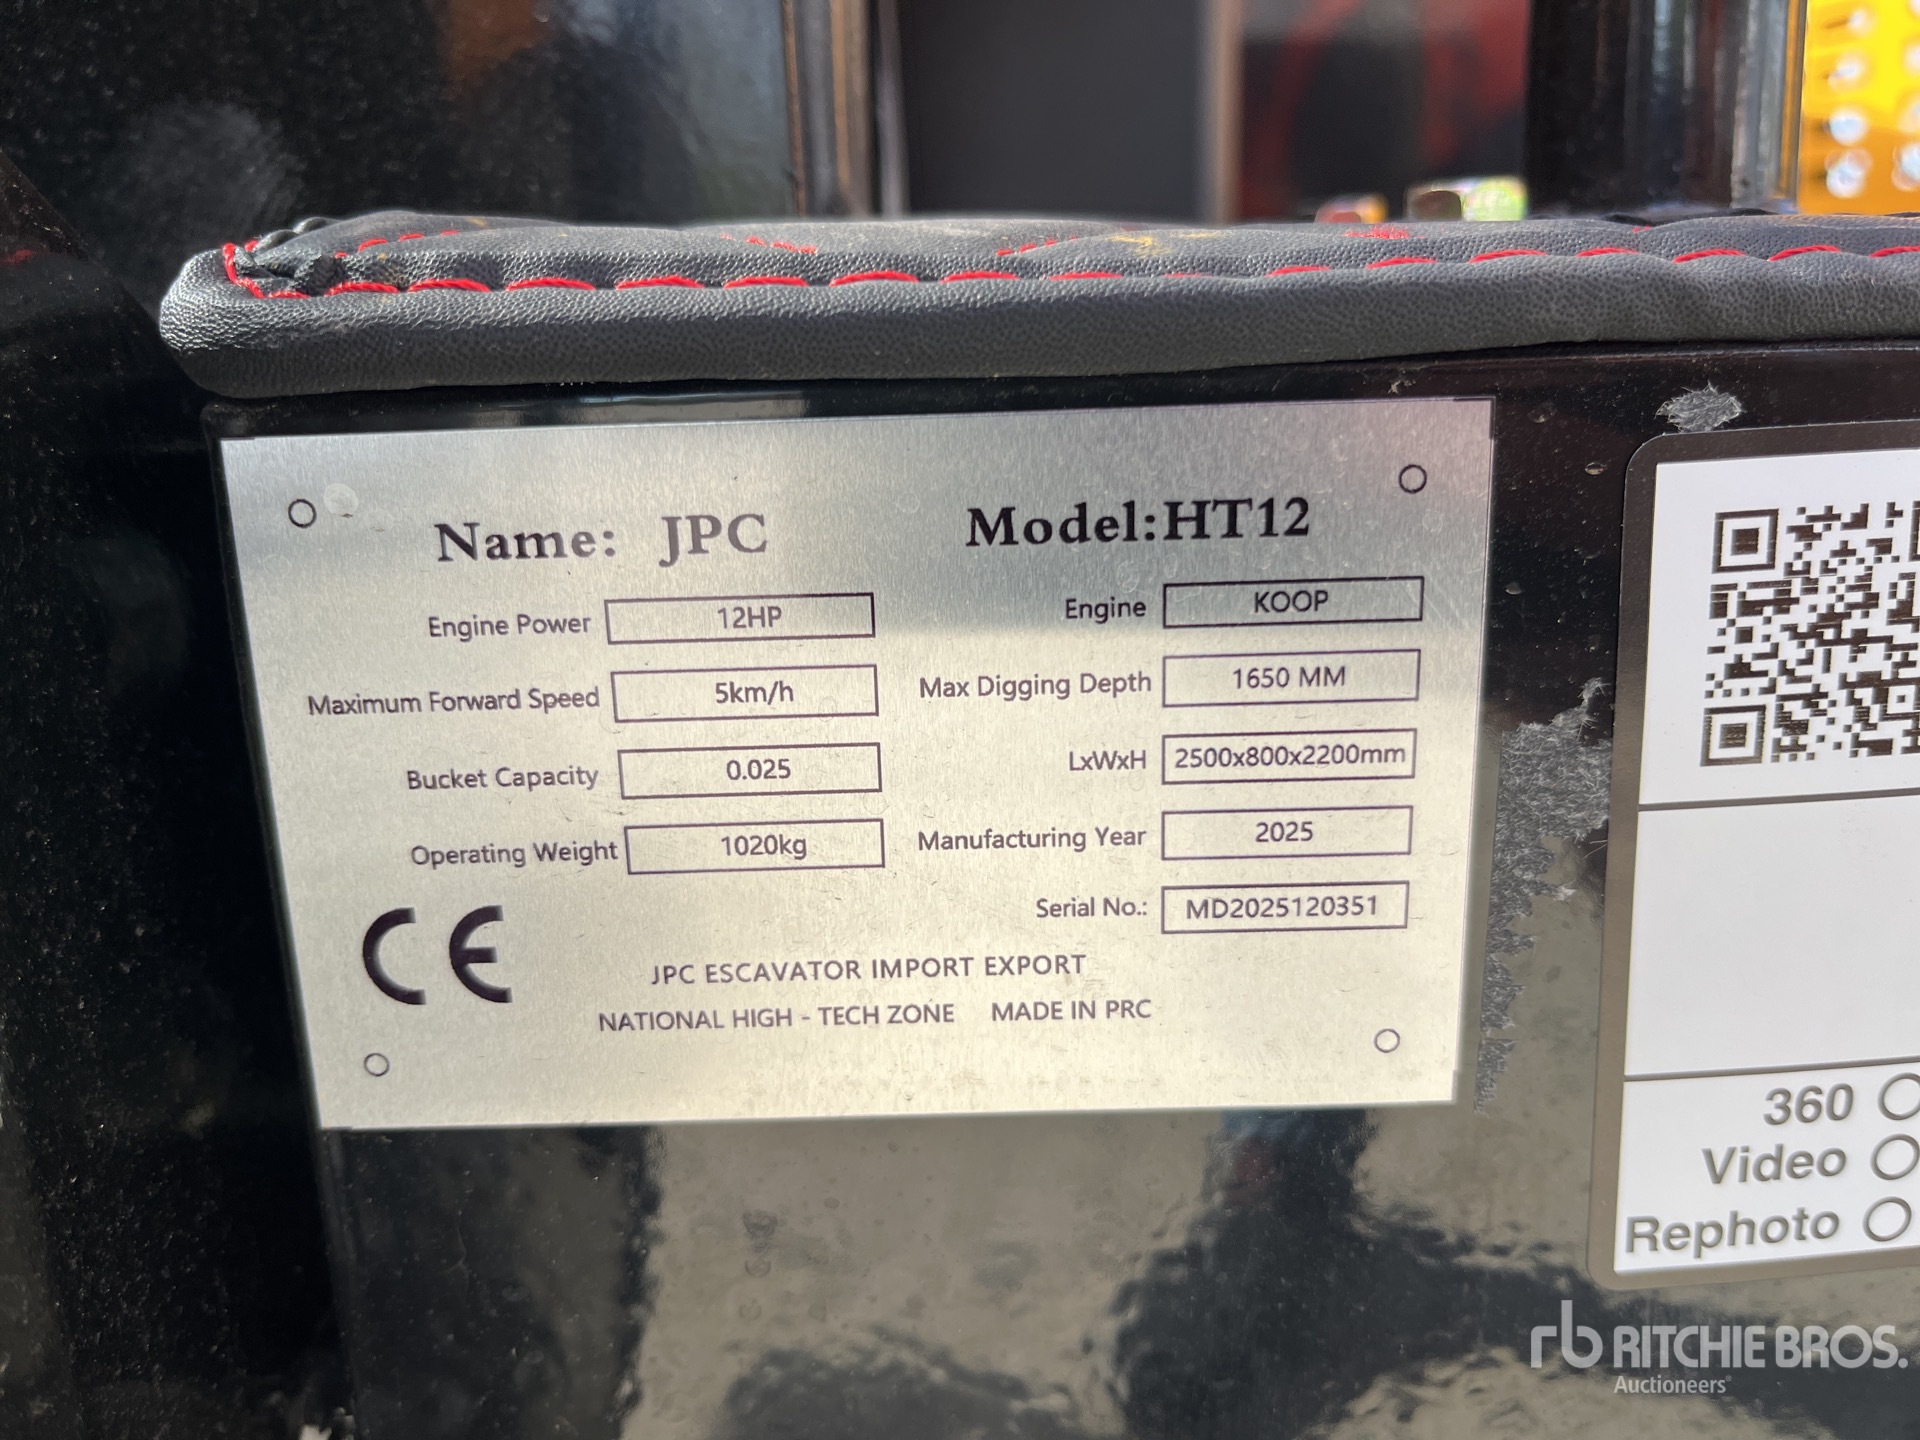 Name: JPC Model:HT12
Engine Power 12HP Engine KOOP
Maximum Forward Speed 5km/h Max Digging Depth 1650 MM
Bucket Capacity 0.025 LxWxH 2500x800x2200mm
Operating Weight 1020kg Manufacturing Year 2025
Serial No.: MD2025120351
CE
JPC ESCAVATOR IMPORT EXPORT
NATIONAL HIGH - TECH ZONE MADE IN PRC
360
Video
Rephoto
rb RITCHIE BROS.
Auctioneers